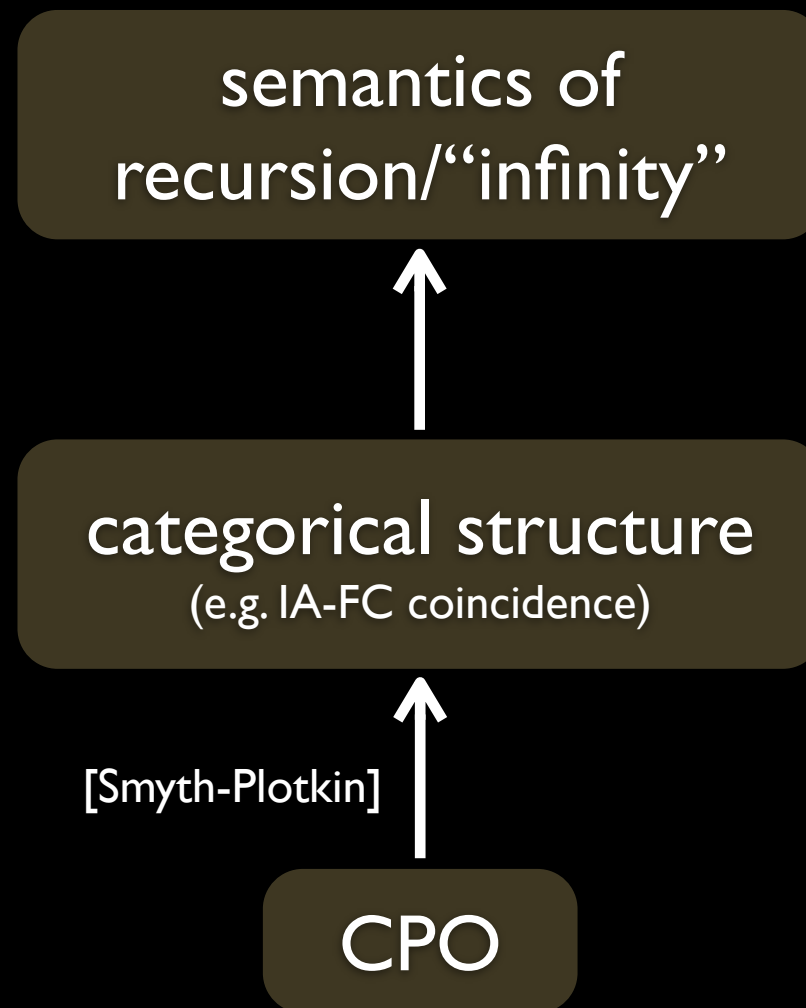 semantics of
recursion/“infinity”
categorical structure
(e.g. IA-FC coincidence)
[Smyth-Plotkin]
CPO